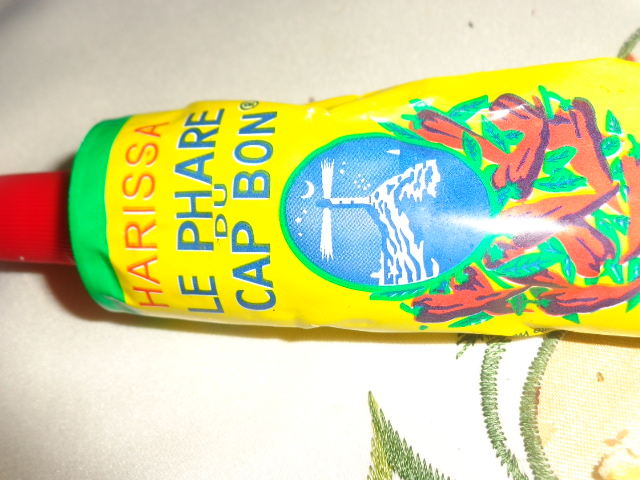 HARISSA
LE PHARE
DU
CAP BON®